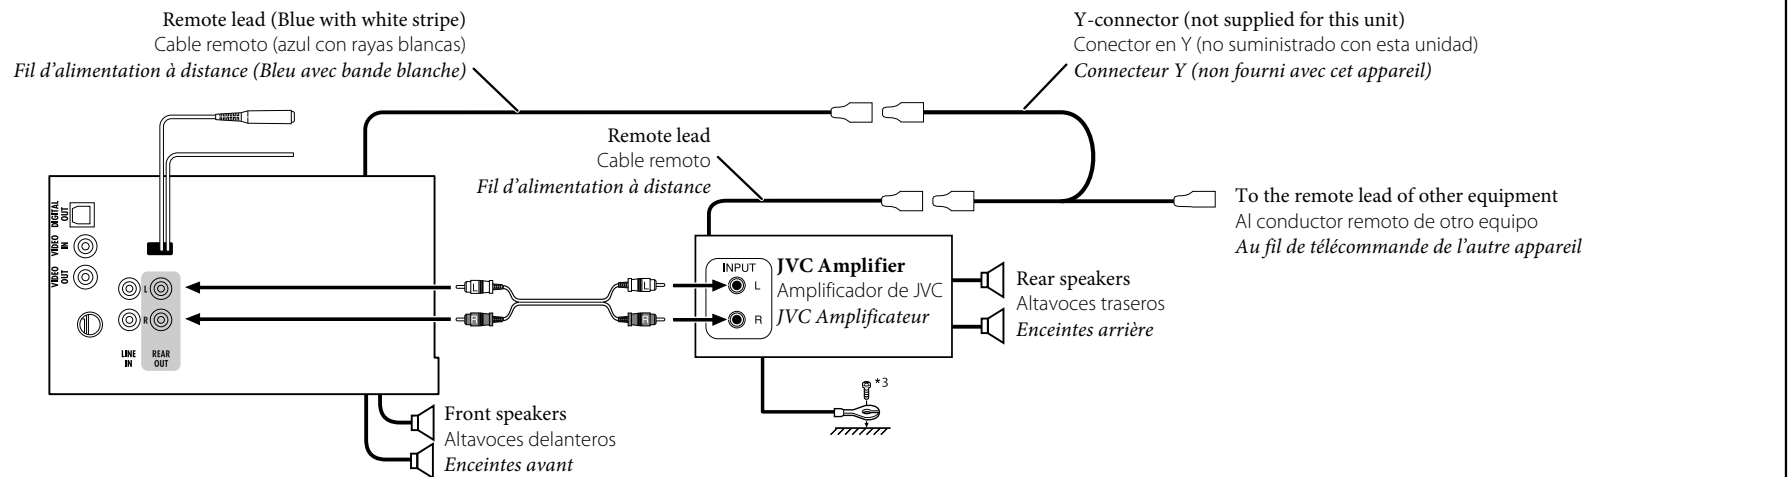 Remote lead (Blue with white stripe)
Cable remoto (azul con rayas blancas)
Fil d'alimentation à distance (Bleu avec bande blanche)
Y-connector (not supplied for this unit)
Conector en Y (no suministrado con esta unidad)
Connecteur Y (non fourni avec cet appareil)
Remote lead
Cable remoto
Fil d'alimentation à distance
To the remote lead of other equipment
Al conductor remoto de otro equipo
Au fil de télécommande de l'autre appareil
DIGITAL
OUT
VIDEO
IN
VIDEO
OUT
L
R
LINE
IN
REAR
OUT
L
R
L
R
INPUT
L
R
JVC Amplifier
Amplificador de JVC
JVC Amplificateur
Rear speakers
Altavoces traseros
Enceintes arrière
*3
Front speakers
Altavoces delanteros
Enceintes avant